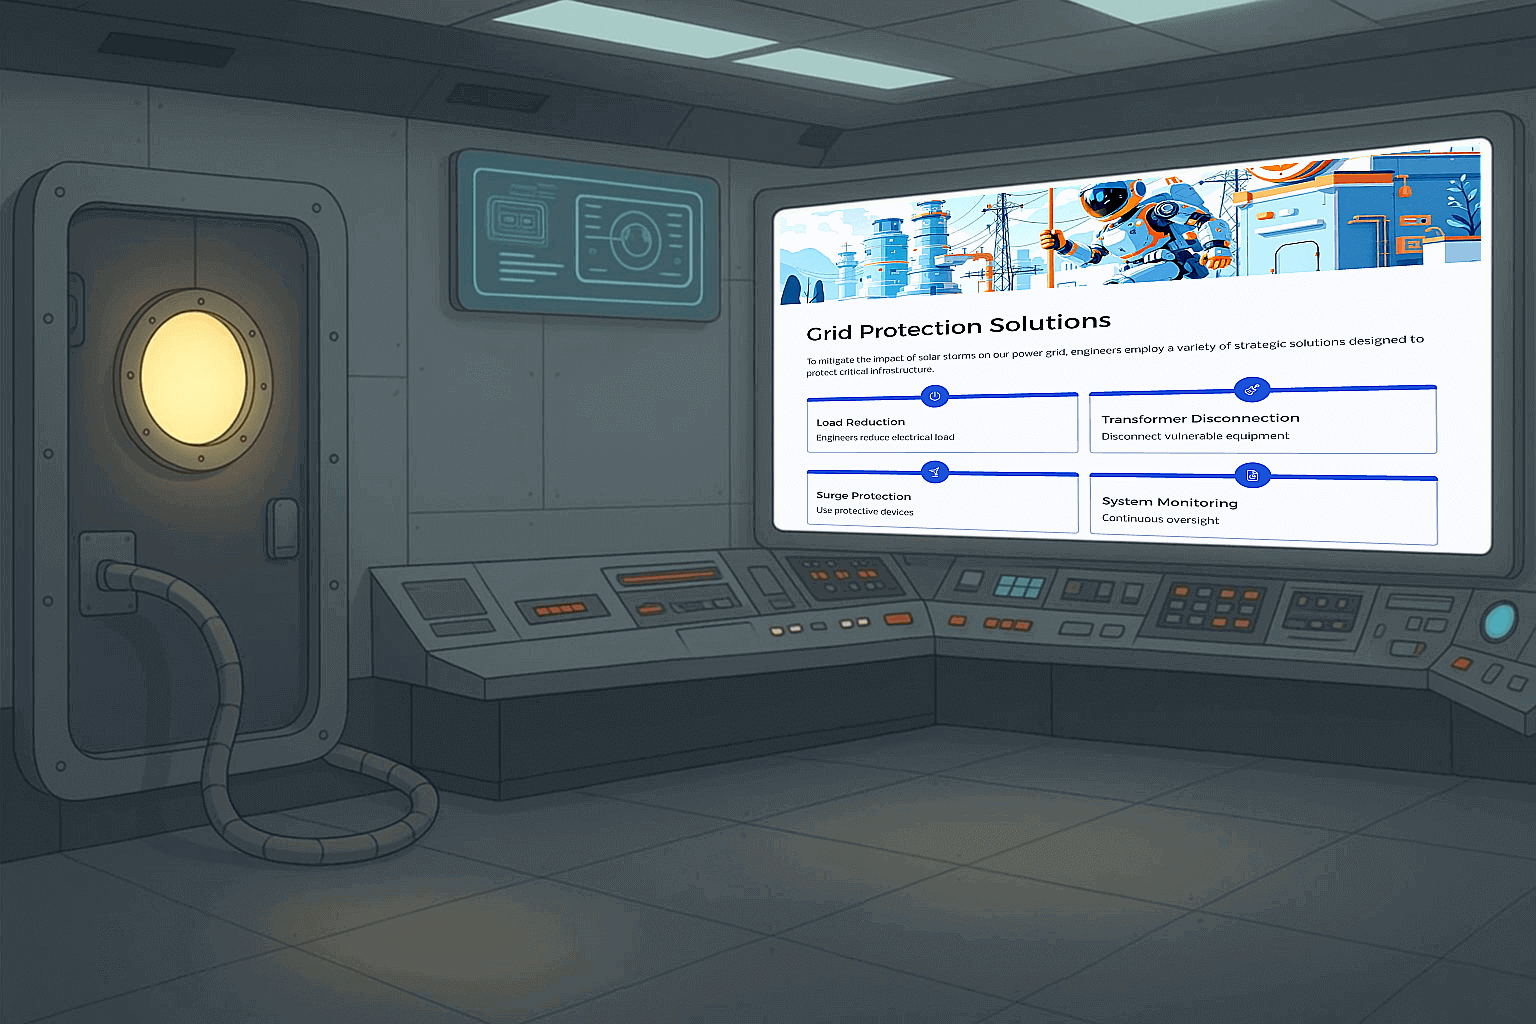 Grid Protection Solutions
To mitigate the impact of solar storms on our power grid, engineers employ a variety of strategic solutions designed to
protect critical infrastructure.
Load Reduction
Engineers reduce electrical load
Transformer Disconnection
Disconnect vulnerable equipment
Surge Protection
Use protective devices
System Monitoring
Continuous oversight